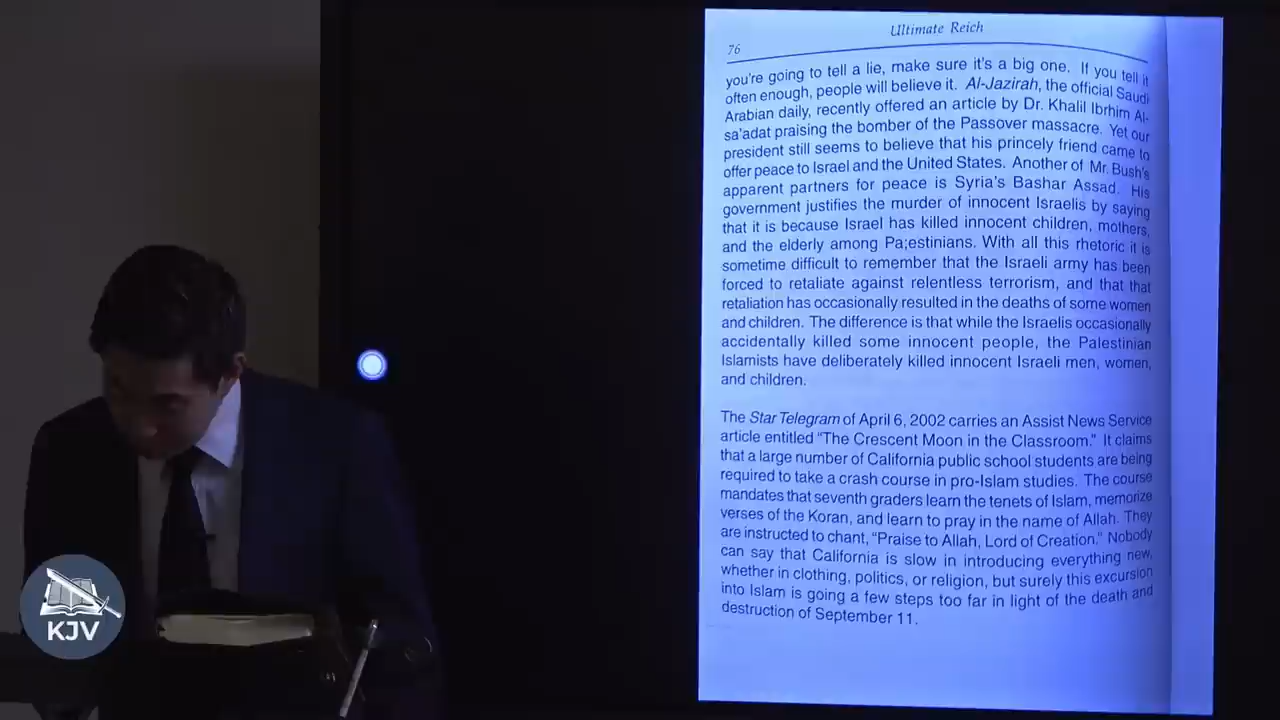 Ultimate Reich
76
you're going to tell a lie, make sure it's a big one. If you tell it
often enough, people will believe it. Al-Jazirah, the official Saudi
Arabian daily, recently offered an article by Dr. Khalil Ibrhim Al-
sa'adat praising the bomber of the Passover massacre. Yet our
president still seems to believe that his princely friend came to
offer peace to Israel and the United States. Another of Mr. Bush's
apparent partners for peace is Syria's Bashar Assad. His
government justifies the murder of innocent Israelis by saying
that it is because Israel has killed innocent children, mothers,
and the elderly among Pa;estinians. With all this rhetoric it is
sometime difficult to remember that the Israeli army has been
forced to retaliate against relentless terrorism, and that that
retaliation has occasionally resulted in the deaths of some women
and children. The difference is that while the Israelis occasionally
accidentally killed some innocent people, the Palestinian
Islamists have deliberately killed innocent Israeli men, women,
and children.
The Star Telegram of April 6, 2002 carries an Assist News Service
article entitled “The Crescent Moon in the Classroom.” It claims
that a large number of California public school students are being
required to take a crash course in pro-Islam studies. The course
mandates that seventh graders learn the tenets of Islam, memorize
verses of the Koran, and learn to pray in the name of Allah. They
are instructed to chant, “Praise to Allah, Lord of Creation.” Nobody
can say that California is slow in introducing everything new,
whether in clothing, politics, or religion, but surely this excursion
into Islam is going a few steps too far in light of the death and
destruction of September 11.
KJV